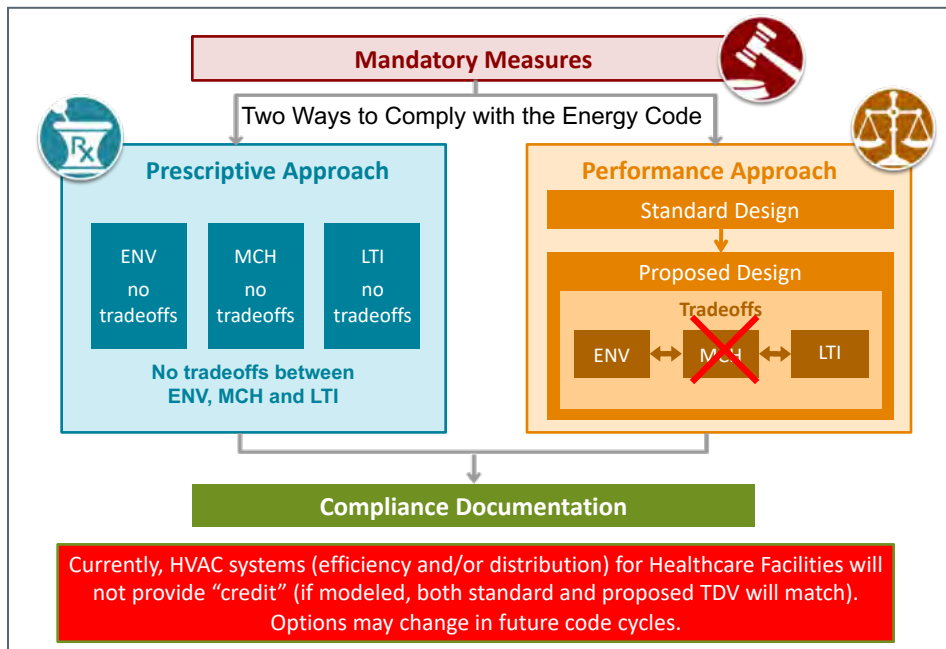 Mandatory Measures
Two Ways to Comply with the Energy Code
Rx
Prescriptive Approach
ENV
no
tradeoffs
MCH
no
tradeoffs
LTI
no
tradeoffs
No tradeoffs between
ENV, MCH and LTI
Performance Approach
Standard Design
Proposed Design
Tradeoffs
ENV
MCH
LTI
Compliance Documentation
Currently, HVAC systems (efficiency and/or distribution) for Healthcare Facilities will
not provide “credit” (if modeled, both standard and proposed TDV will match).
Options may change in future code cycles.